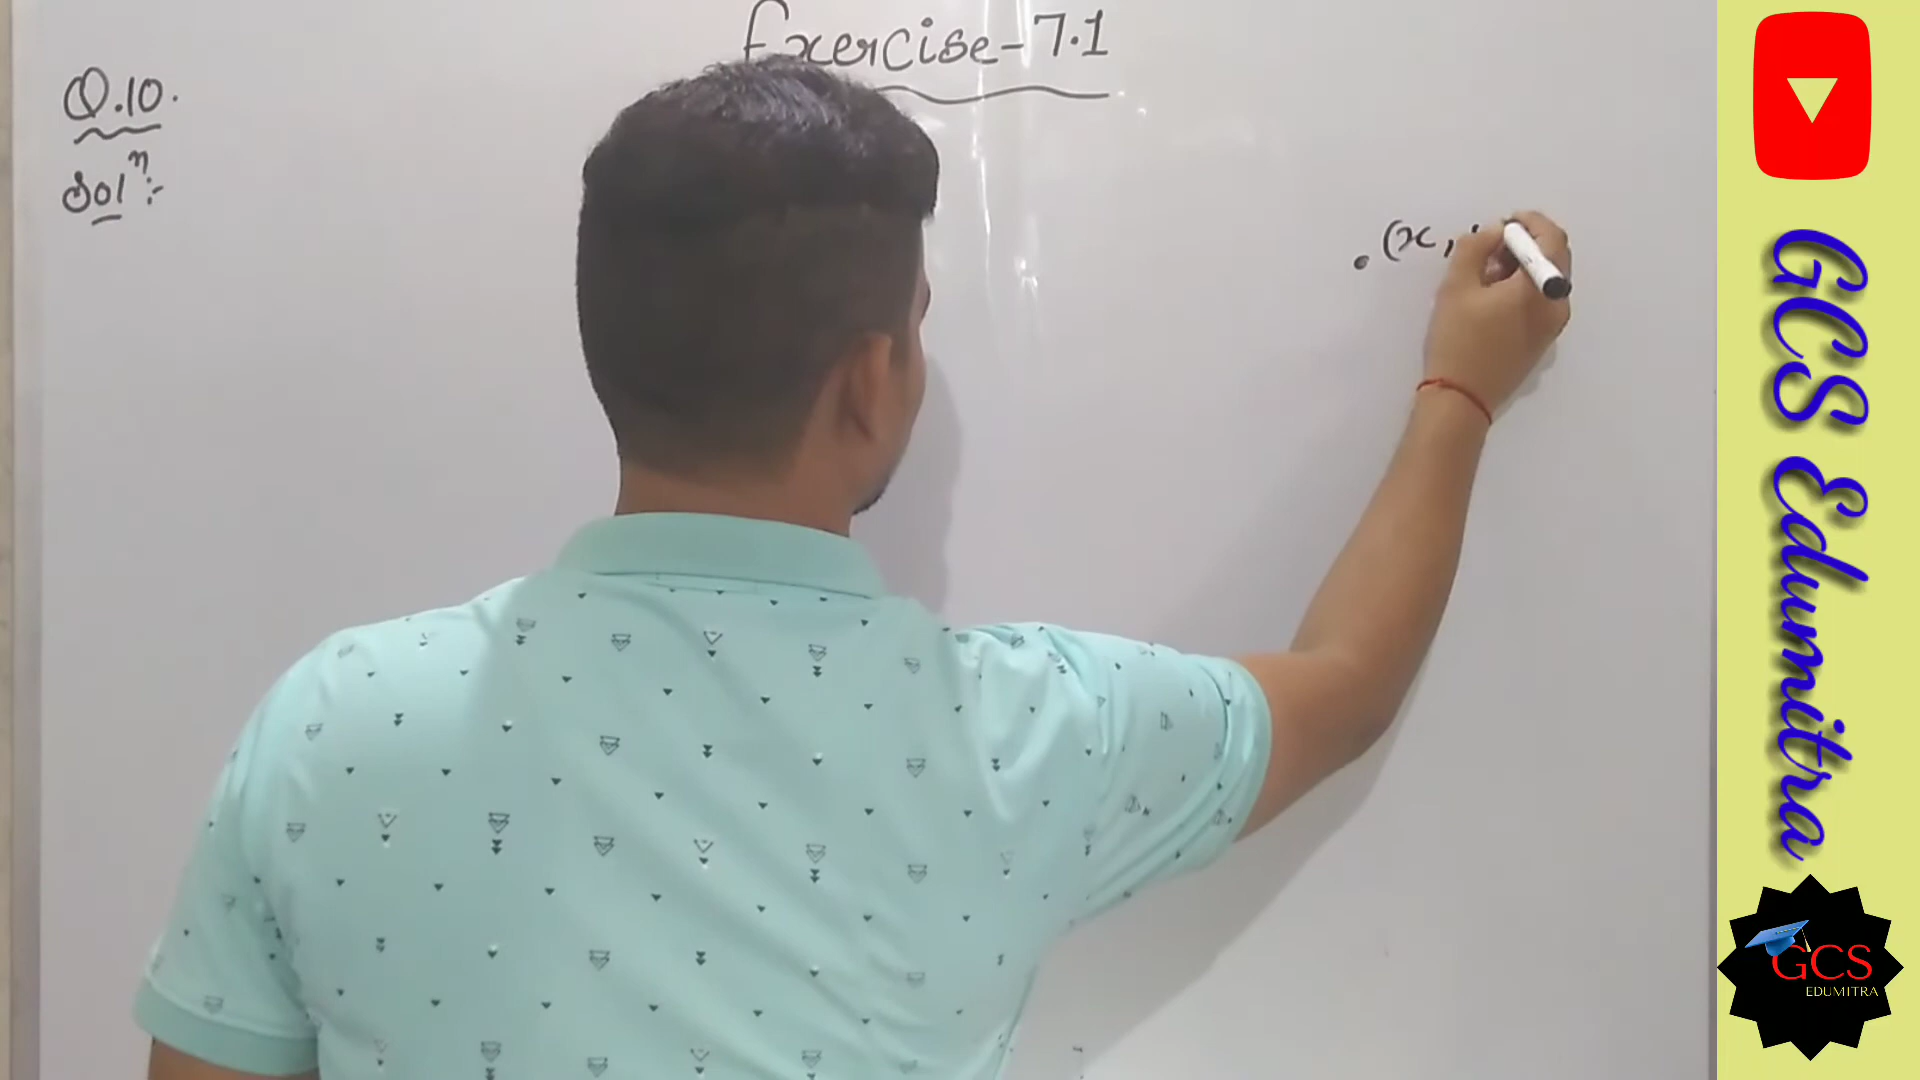 Exercise-7.1
Q.10.
Solⁿ:-
.(x,
GCS Edumitra
GCS
EDUMITRA